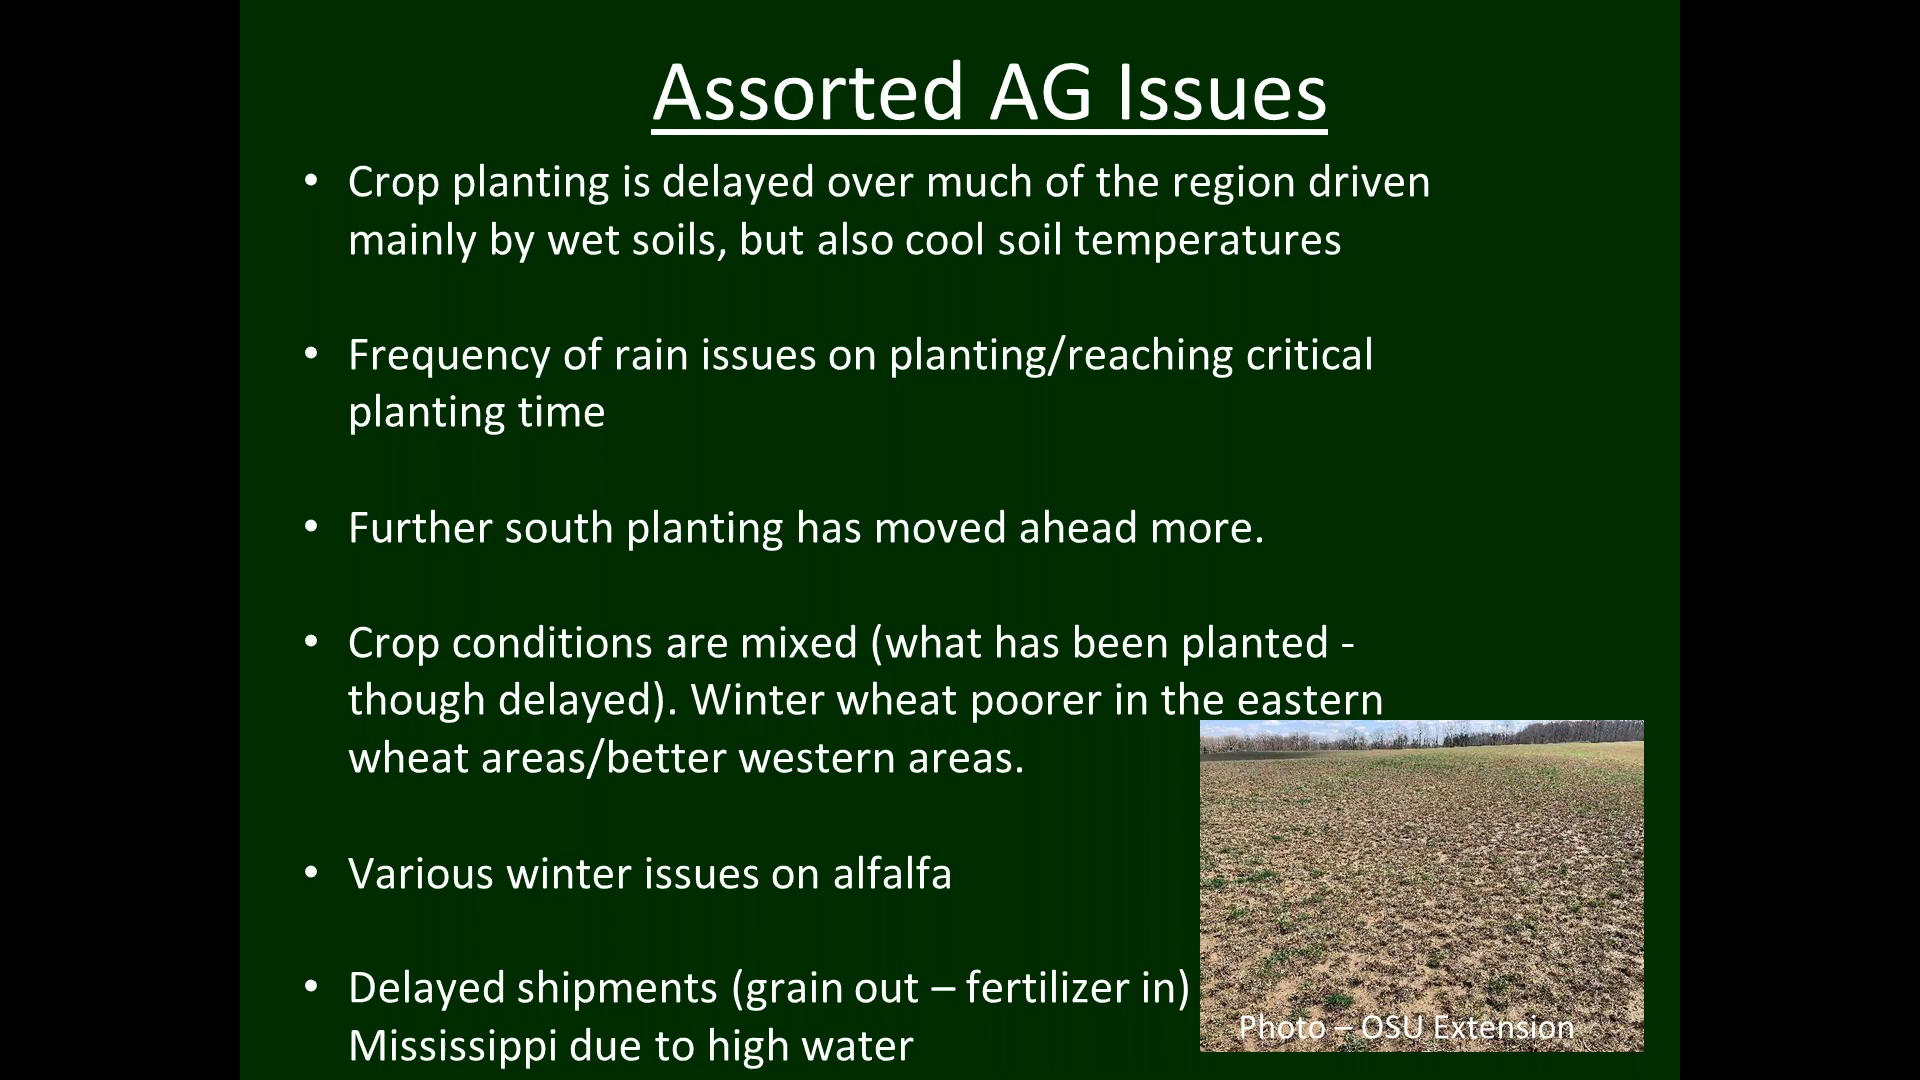 Assorted AG Issues
• Crop planting is delayed over much of the region driven
mainly by wet soils, but also cool soil temperatures
• Frequency of rain issues on planting/reaching critical
planting time
• Further south planting has moved ahead more.
• Crop conditions are mixed (what has been planted -
though delayed). Winter wheat poorer in the eastern
wheat areas/better western areas.
• Various winter issues on alfalfa
• Delayed shipments (grain out – fertilizer in)
Mississippi due to high water
Photo – OSU Extension